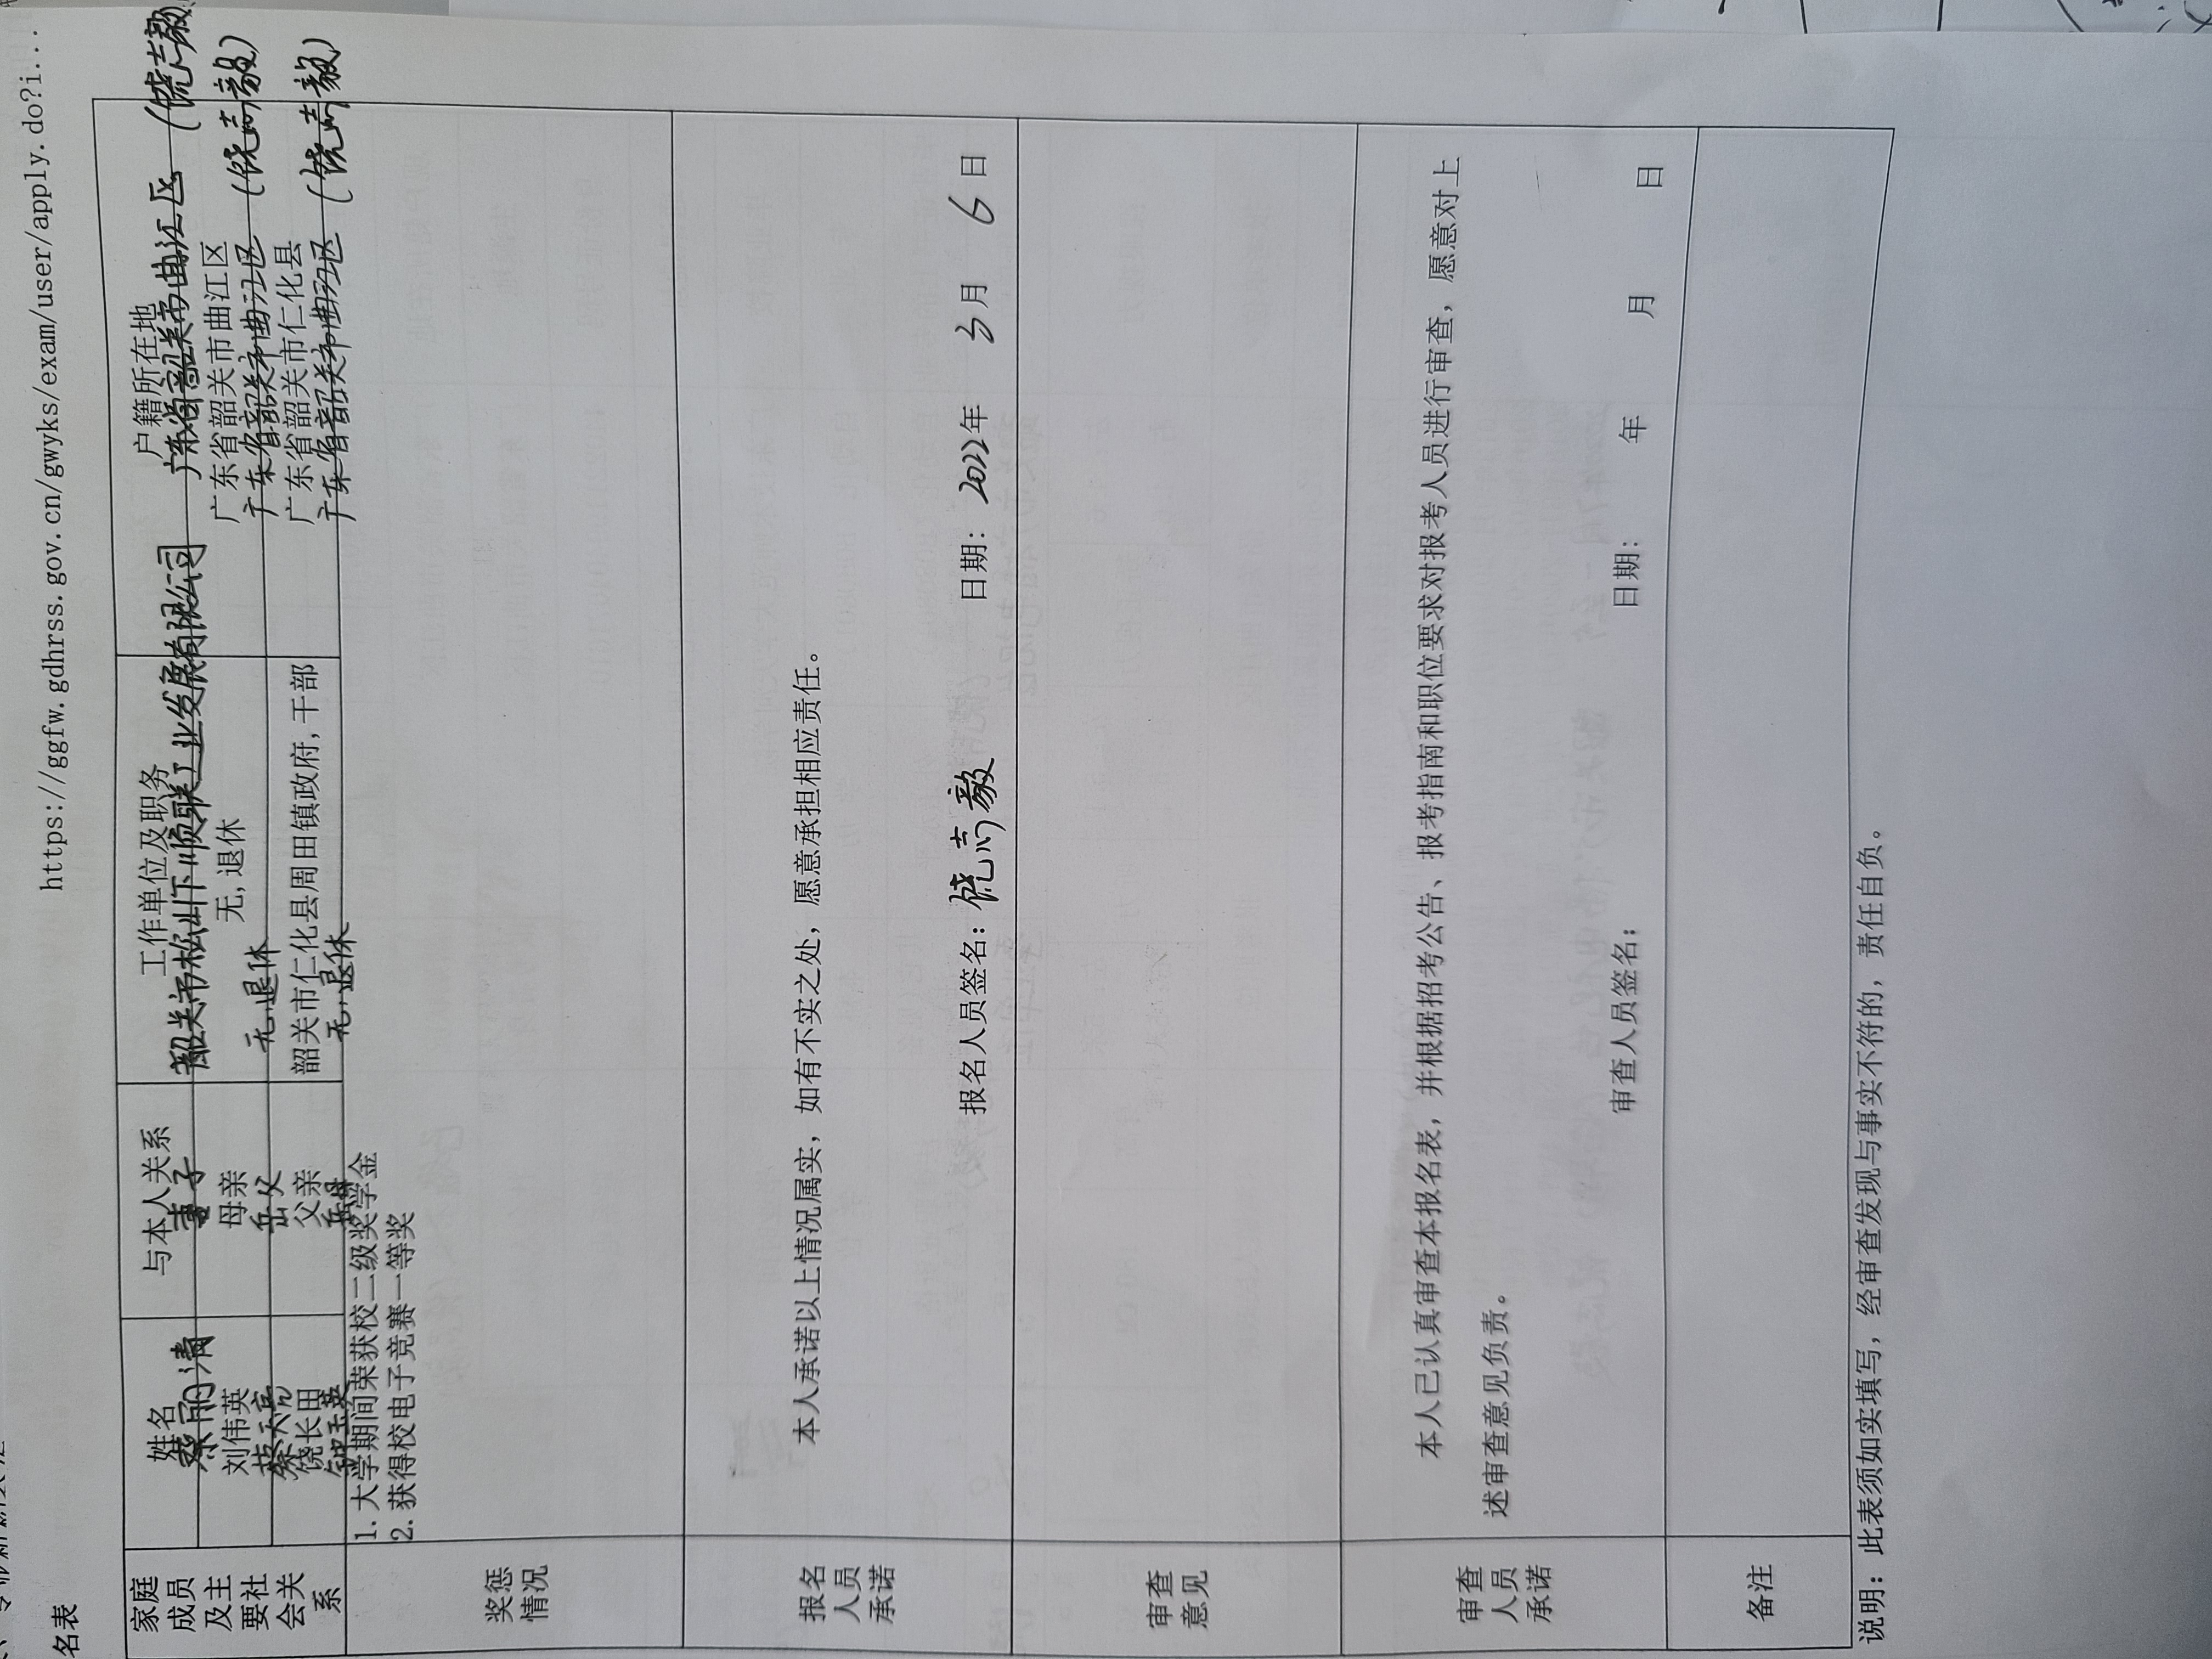 名表
https://ggfw.gdhrss.gov.cn/gwyks/exam/user/apply.do?i...
家庭成员及主要社会关系
姓名 与本人关系 工作单位及职务 户籍所在地
蔡丽清 妻子 韶关市松山下顺联工业发展有限公司 广东省韶关市曲江区 (饶志毅)
刘伟英 母亲 无,退休 广东省韶关市曲江区
蔡天亮 岳父 无,退休 广东省韶关市曲江区 (饶志毅)
饶长田 父亲 韶关市仁化县周田镇政府,干部 广东省韶关市仁化县
钟玉英 岳母 无,退休 广东省韶关市曲江区 (饶志毅)
奖惩情况
1.大学期间荣获校二级奖学金
2.获得校电子竞赛一等奖
报名人员承诺
本人承诺以上情况属实，如有不实之处，愿意承担相应责任。
报名人员签名：饶志毅 日期：2022年 3月 6日
审查意见
审查人员承诺
本人已认真审查本报名表，并根据招考公告、报考指南和职位要求对报考人员进行审查，愿意对上
述审查意见负责。
审查人员签名： 日期： 年 月 日
备注
说明：此表须如实填写，经审查发现与事实不符的，责任自负。